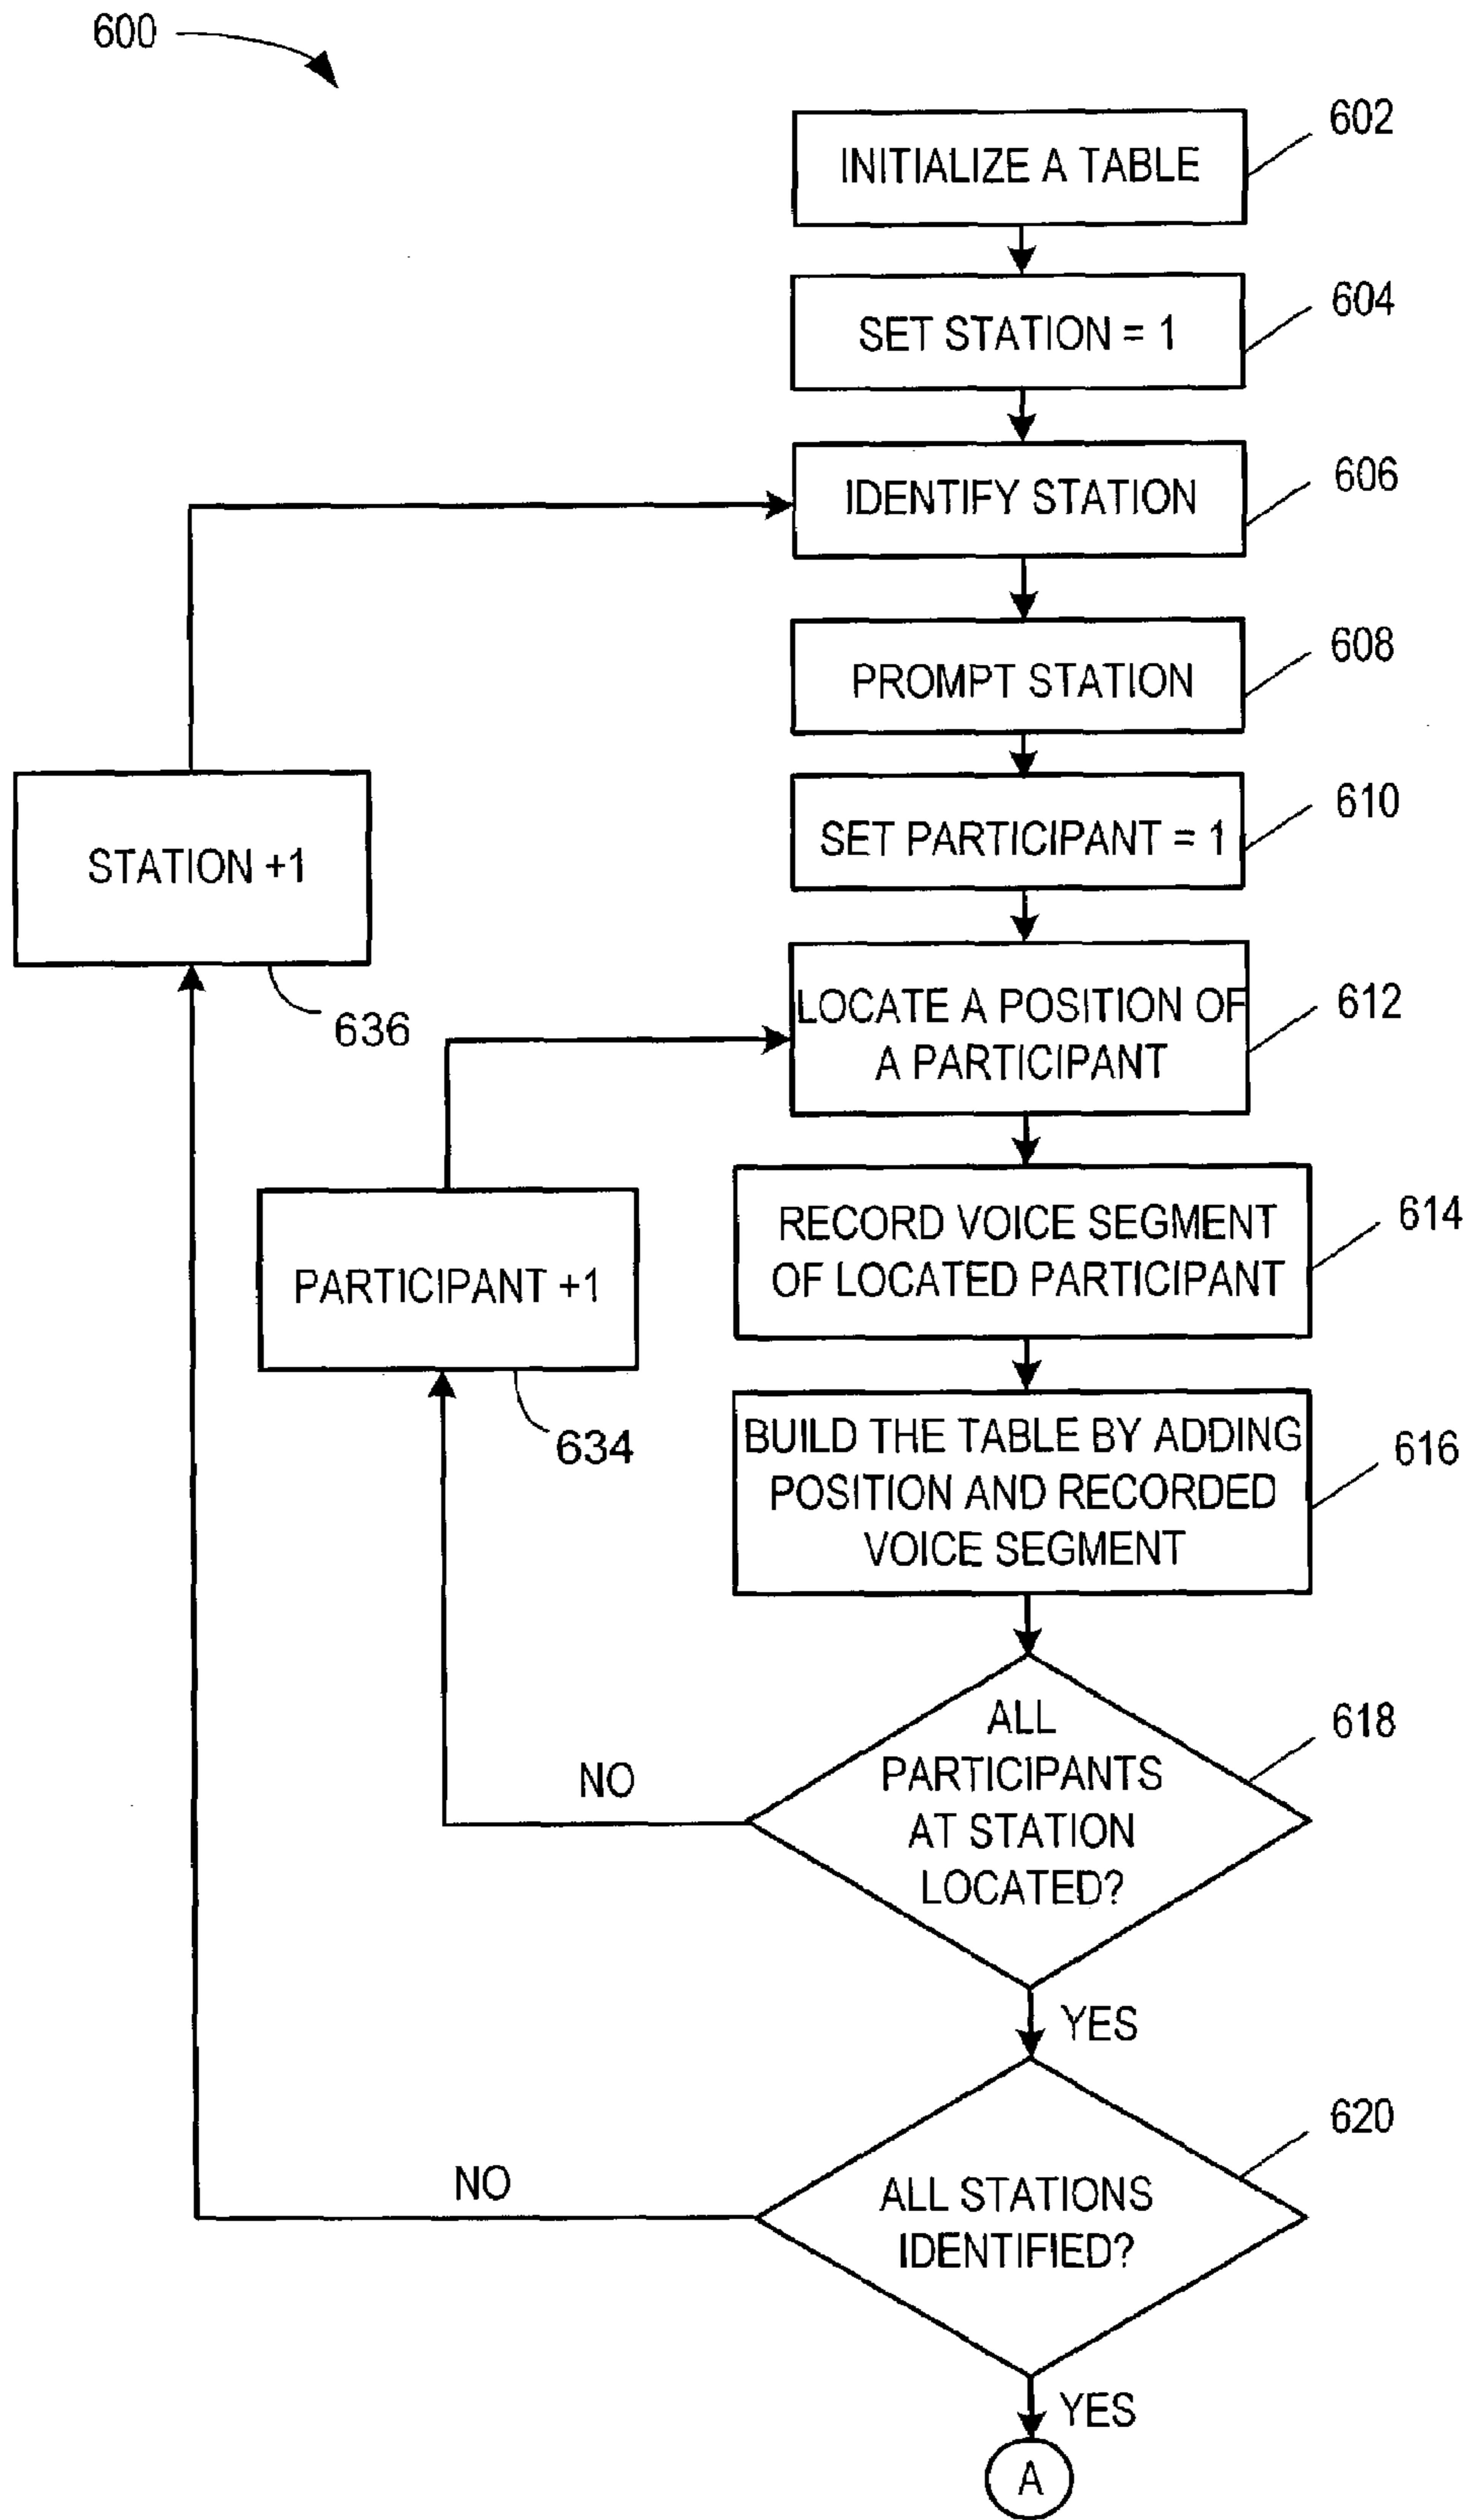 600
602
INITIALIZE A TABLE
604
SET STATION = 1
606
IDENTIFY STATION
608
PROMPT STATION
610
SET PARTICIPANT = 1
STATION +1
636
612
LOCATE A POSITION OF
A PARTICIPANT
614
RECORD VOICE SEGMENT
OF LOCATED PARTICIPANT
PARTICIPANT +1
634
616
BUILD THE TABLE BY ADDING
POSITION AND RECORDED
VOICE SEGMENT
618
ALL
PARTICIPANTS
AT STATION
LOCATED?
NO
YES
620
ALL STATIONS
IDENTIFIED?
NO
YES
A